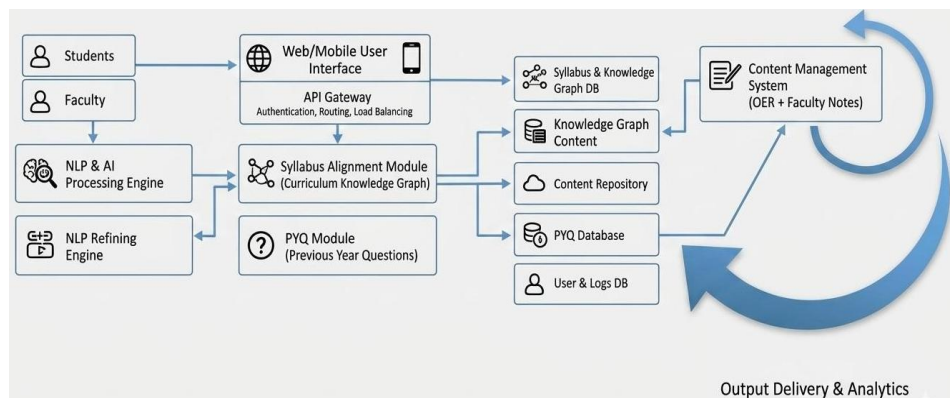 Students
Faculty
NLP & AI
Processing Engine
NLP Refining
Engine
Web/Mobile User
Interface
API Gateway
Authentication, Routing, Load Balancing
Syllabus Alignment Module
(Curriculum Knowledge Graph)
PYQ Module
(Previous Year Questions)
Syllabus & Knowledge
Graph DB
Knowledge Graph
Content
Content Repository
PYQ Database
User & Logs DB
Content Management
System
(OER + Faculty Notes)
Output Delivery & Analytics